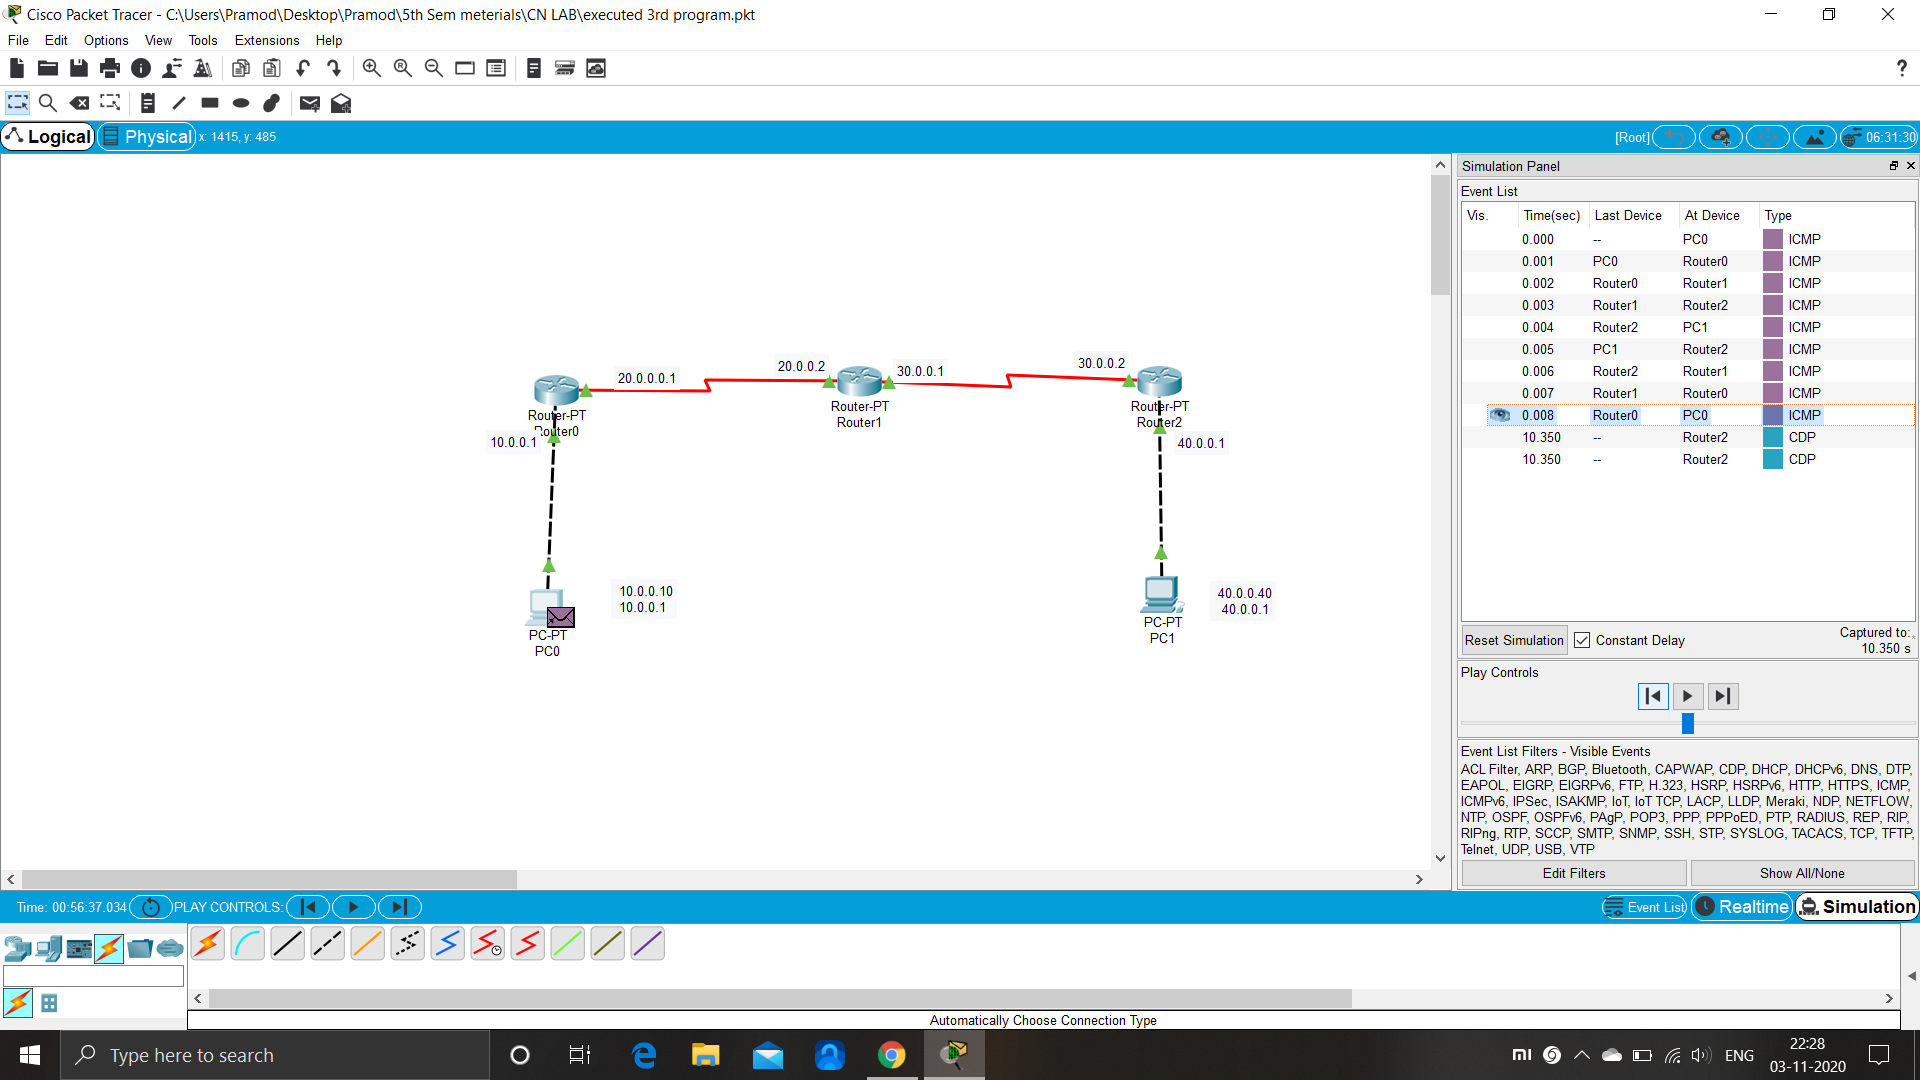 Cisco Packet Tracer - C:\Users\Pramod\Desktop\Pramod\5th Sem meterials\CN LAB\executed 3rd program.pkt
File Edit Options View Tools Extensions Help
Logical Physical x: 1415, y: 485 [Root] 06:31:30
Simulation Panel
Event List
Vis. Time(sec) Last Device At Device Type
0.000 -- PC0 ICMP
0.001 PC0 Router0 ICMP
0.002 Router0 Router1 ICMP
0.003 Router1 Router2 ICMP
0.004 Router2 PC1 ICMP
0.005 PC1 Router2 ICMP
0.006 Router2 Router1 ICMP
0.007 Router1 Router0 ICMP
0.008 Router0 PC0 ICMP
10.350 -- Router2 CDP
10.350 -- Router2 CDP
20.0.0.0.1
20.0.0.2
30.0.0.1
30.0.0.2
Router-PT
Router0
Router-PT
Router1
Router-PT
Router2
10.0.0.1
40.0.0.1
10.0.0.10
10.0.0.1
40.0.0.40
40.0.0.1
PC-PT
PC0
PC-PT
PC1
Reset Simulation Constant Delay Captured to:
10.350 s
Play Controls
Event List Filters - Visible Events
ACL Filter, ARP, BGP, Bluetooth, CAPWAP, CDP, DHCP, DHCPv6, DNS, DTP,
EAPOL, EIGRP, EIGRPv6, FTP, H.323, HSRP, HSRPv6, HTTP, HTTPS, ICMP,
ICMPv6, IPSec, ISAKMP, IoT, IoT TCP, LACP, LLDP, Meraki, NDP, NETFLOW,
NTP, OSPF, OSPFv6, PAgP, POP3, PPP, PPPoED, PTP, RADIUS, REP, RIP,
RIPng, RTP, SCCP, SMTP, SNMP, SSH, STP, SYSLOG, TACACS, TCP, TFTP,
Telnet, UDP, USB, VTP
Edit Filters Show All/None
Time: 00:56:37.034 PLAY CONTROLS: Event List Realtime Simulation
Automatically Choose Connection Type
Type here to search
mi ENG 22:28
03-11-2020